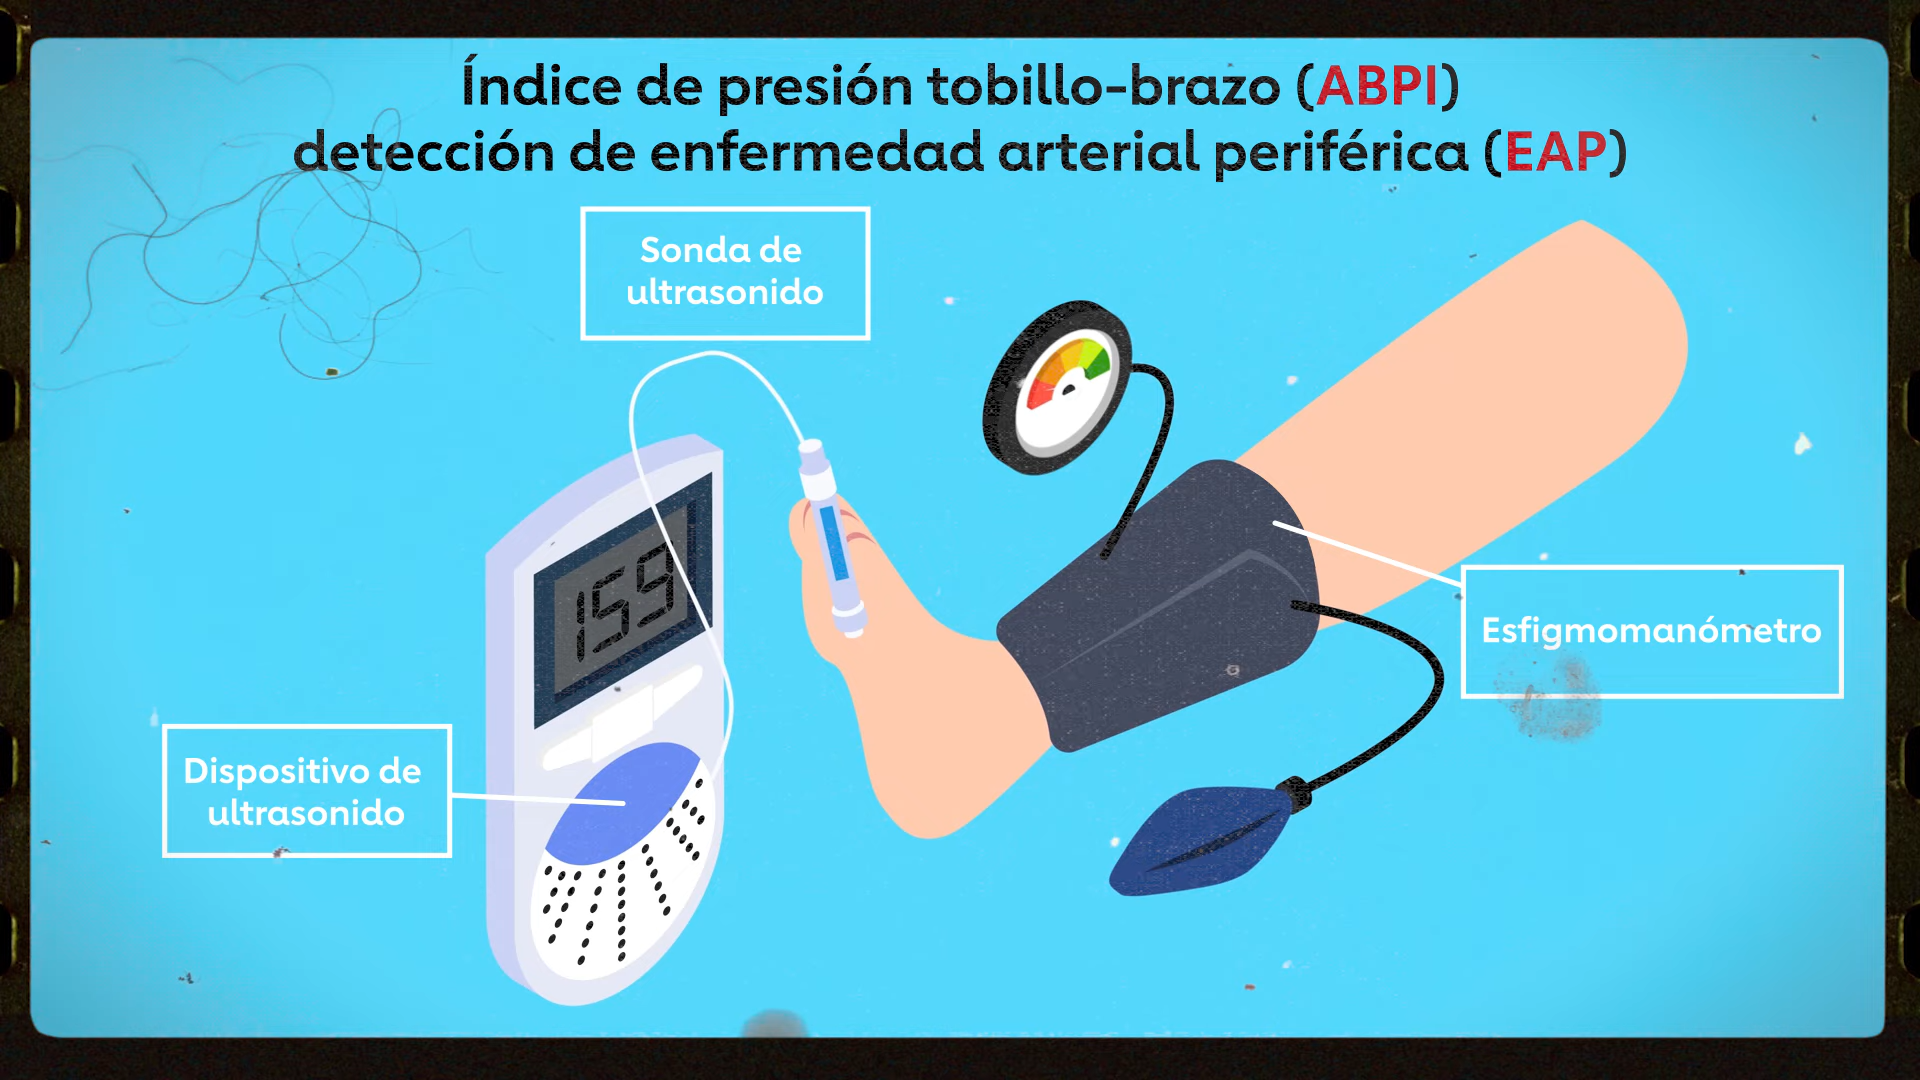 Índice de presión tobillo-brazo (ABPI)
detección de enfermedad arterial periférica (EAP)
Sonda de
ultrasonido
159
Esfigmomanómetro
Dispositivo de
ultrasonido